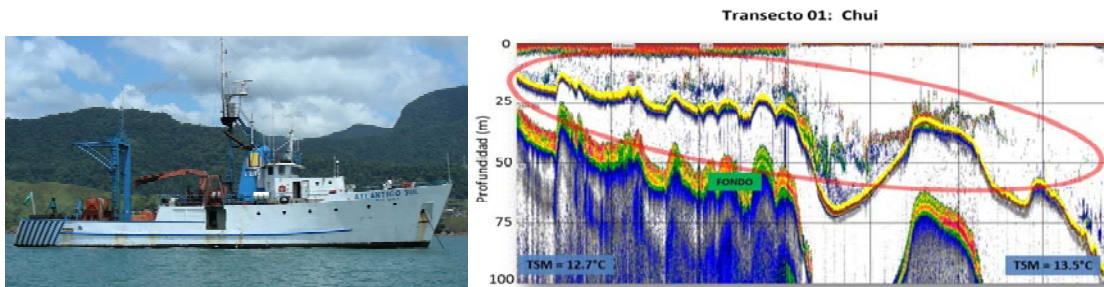 Transecto 01: Chui
ATLANTICO SUL
Profundidad (m)
0
25
50
75
100
FONDO
TSM = 12.7°C
TSM = 13.5°C